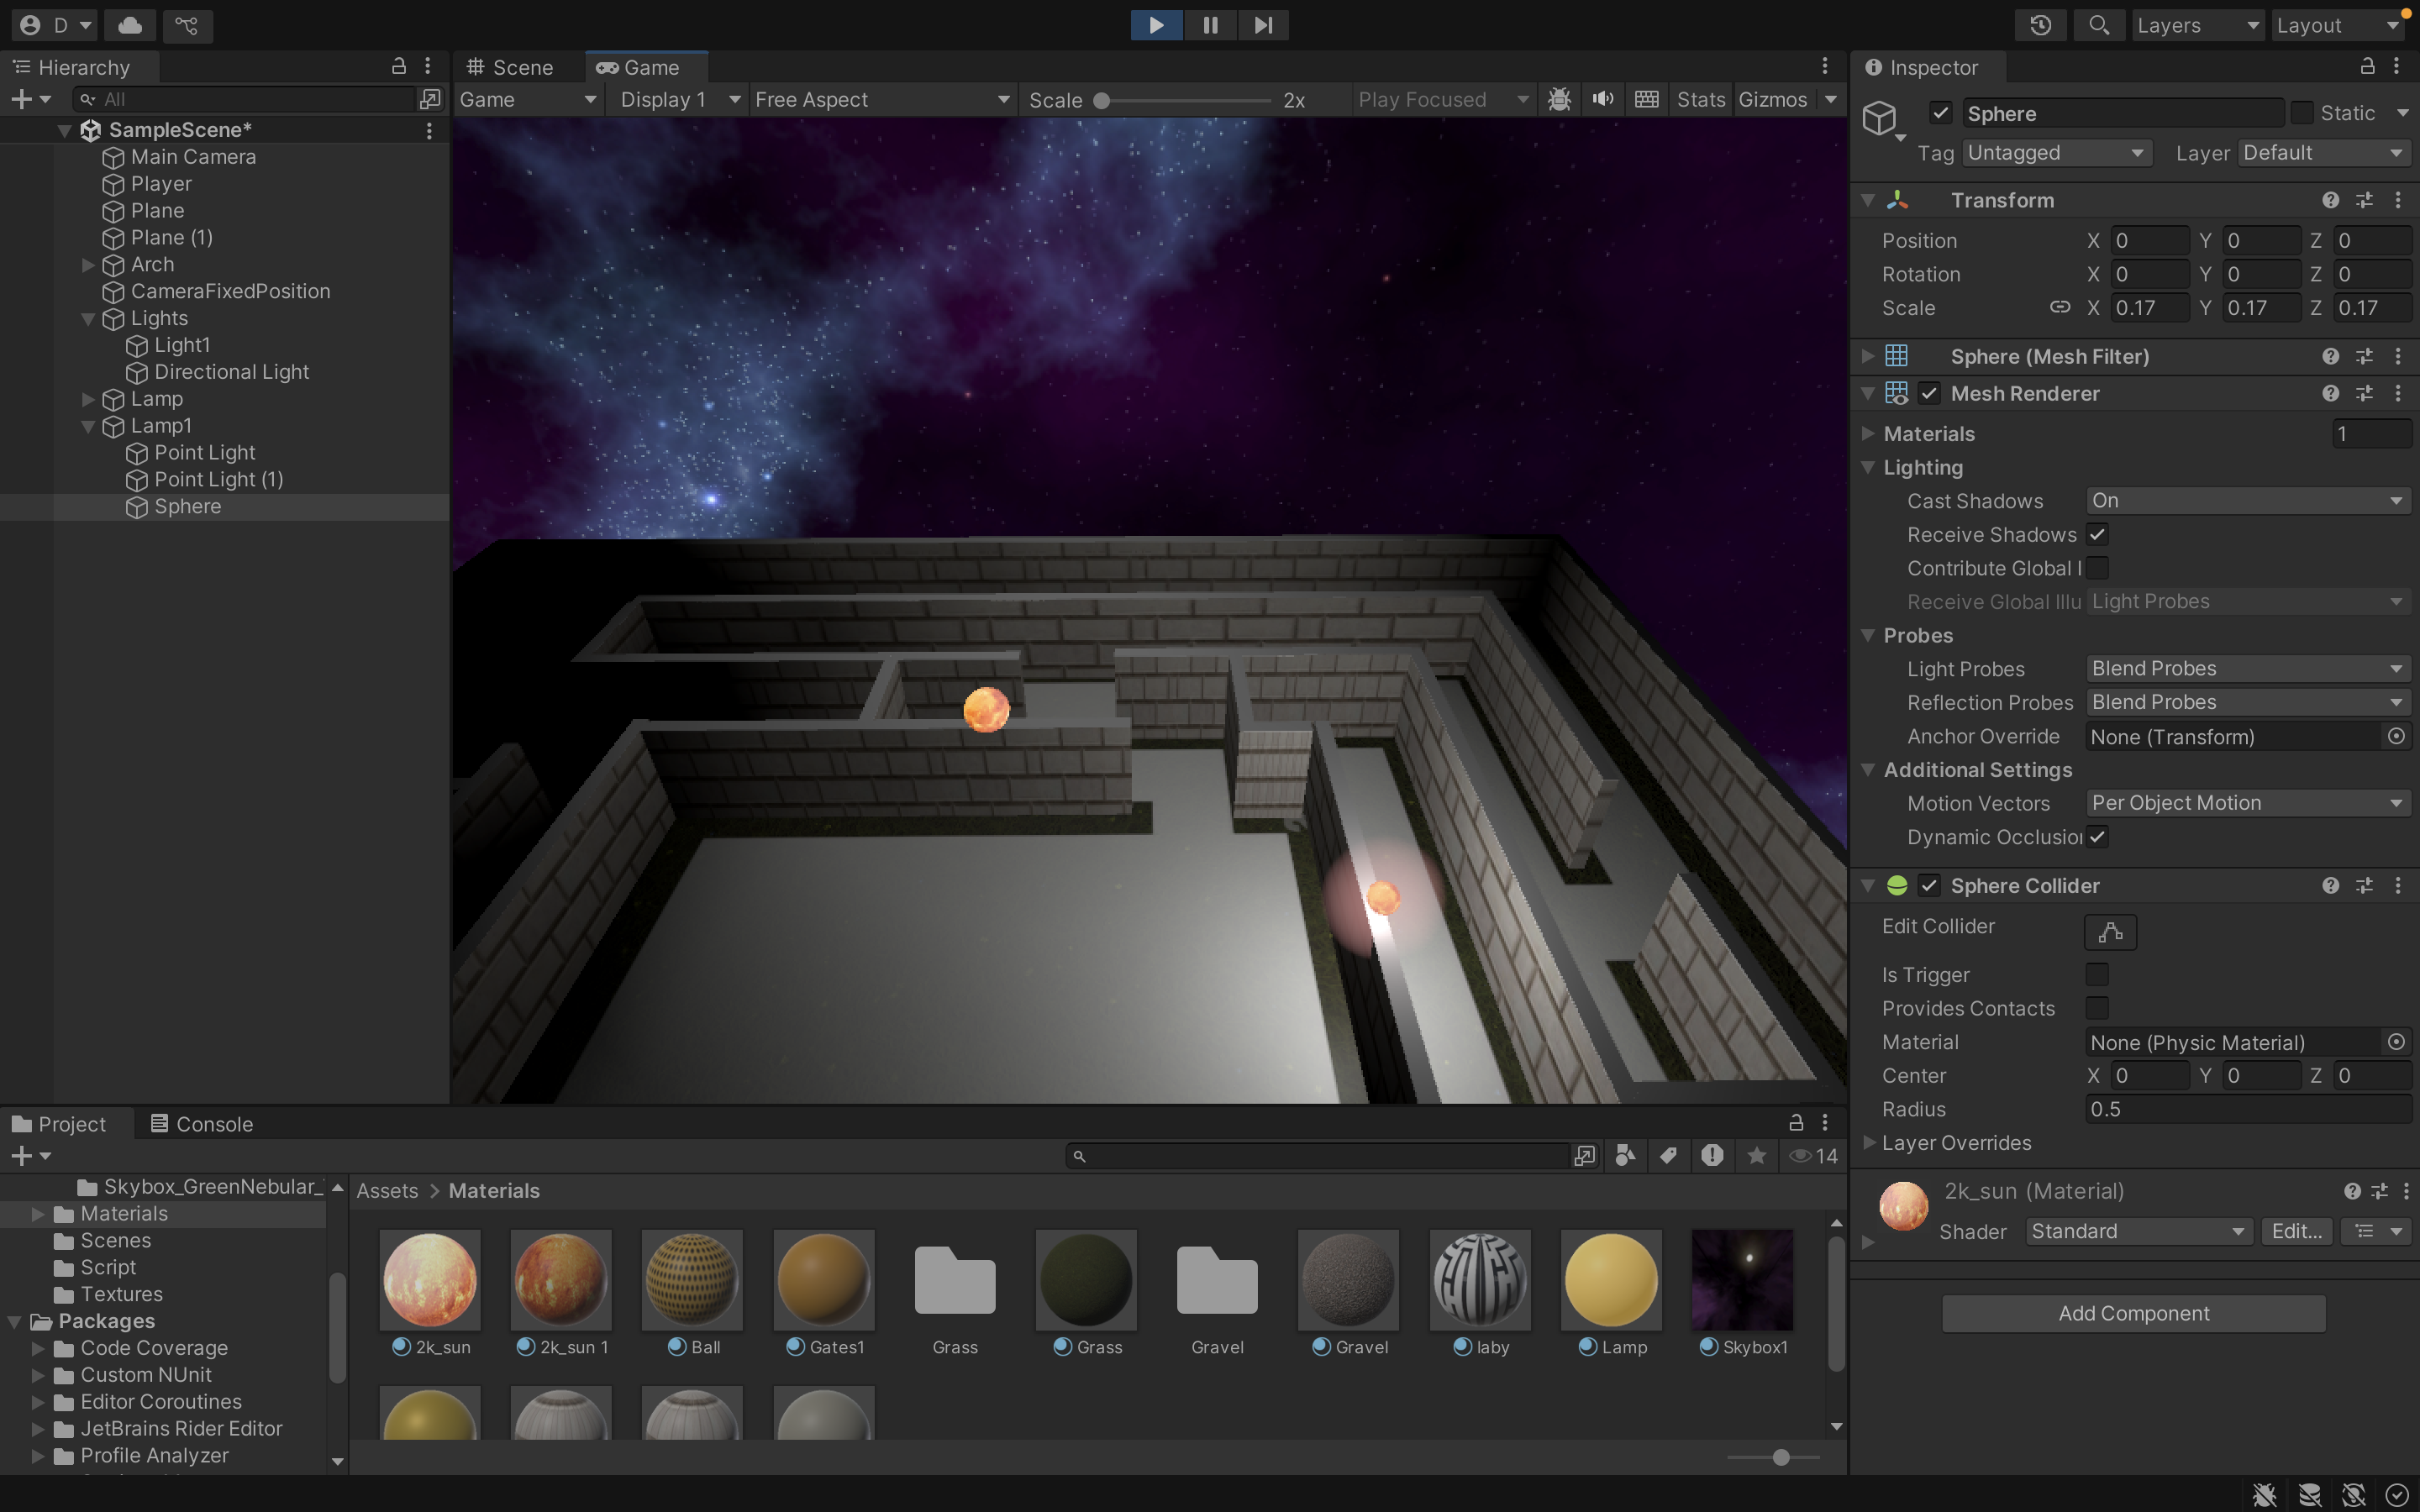 D
Layers
Layout
Hierarchy
All
SampleScene*
Main Camera
Player
Plane
Plane (1)
Arch
CameraFixedPosition
Lights
Light1
Directional Light
Lamp
Lamp1
Point Light
Point Light (1)
Sphere
Scene
Game
Game
Display 1
Free Aspect
Scale
2x
Play Focused
Stats
Gizmos
Inspector
Sphere
Static
Tag
Untagged
Layer
Default
Transform
Position X 0 Y 0 Z 0
Rotation X 0 Y 0 Z 0
Scale X 0.17 Y 0.17 Z 0.17
Sphere (Mesh Filter)
Mesh Renderer
Materials 1
Lighting
Cast Shadows On
Receive Shadows
Contribute Global I
Receive Global Illu Light Probes
Probes
Light Probes Blend Probes
Reflection Probes Blend Probes
Anchor Override None (Transform)
Additional Settings
Motion Vectors Per Object Motion
Dynamic Occlusion
Sphere Collider
Edit Collider
Is Trigger
Provides Contacts
Material None (Physic Material)
Center X 0 Y 0 Z 0
Radius 0.5
Layer Overrides
2k_sun (Material)
Shader Standard Edit...
Add Component
Project
Console
14
Skybox_GreenNebular_
Materials
Scenes
Script
Textures
Packages
Code Coverage
Custom NUnit
Editor Coroutines
JetBrains Rider Editor
Profile Analyzer
Assets > Materials
2k_sun
2k_sun 1
Ball
Gates1
Grass
Grass
Gravel
Gravel
laby
Lamp
Skybox1